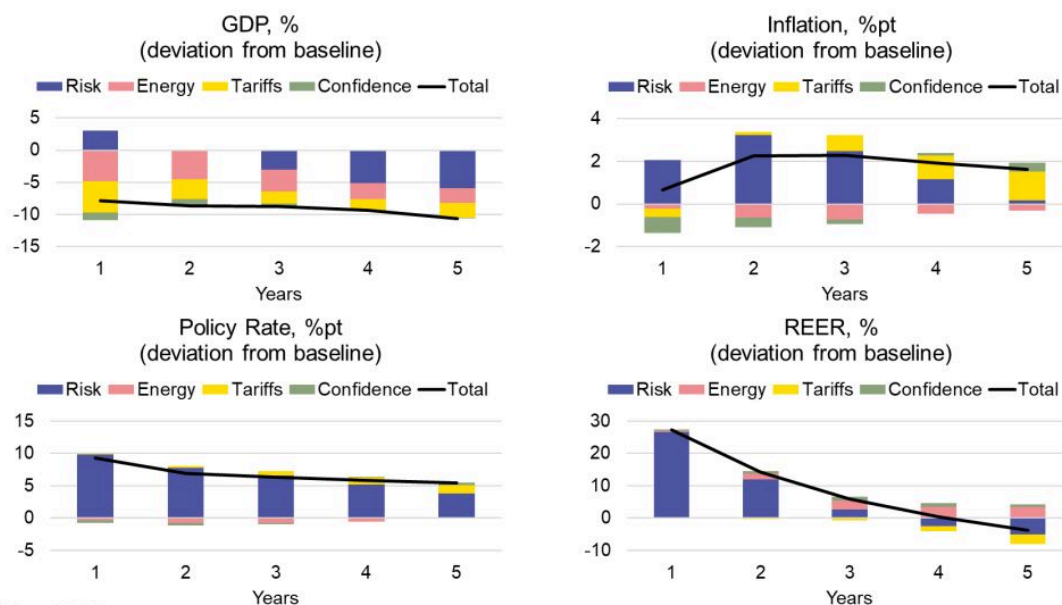 GDP, %
(deviation from baseline)
Risk Energy Tariffs Confidence Total
5
0
-5
-10
-15
1 2 3 4 5
Years
Inflation, %pt
(deviation from baseline)
Risk Energy Tariffs Confidence Total
4
2
0
-2
1 2 3 4 5
Years
Policy Rate, %pt
(deviation from baseline)
Risk Energy Tariffs Confidence Total
15
10
5
0
-5
1 2 3 4 5
Years
REER, %
(deviation from baseline)
Risk Energy Tariffs Confidence Total
30
20
10
0
-10
1 2 3 4 5
Years